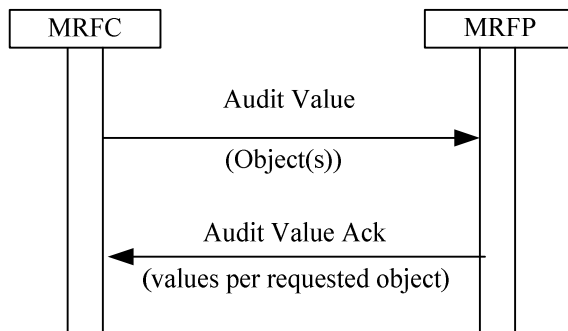 MRFC
MRFP
Audit Value
(Object(s))
Audit Value Ack
(values per requested object)